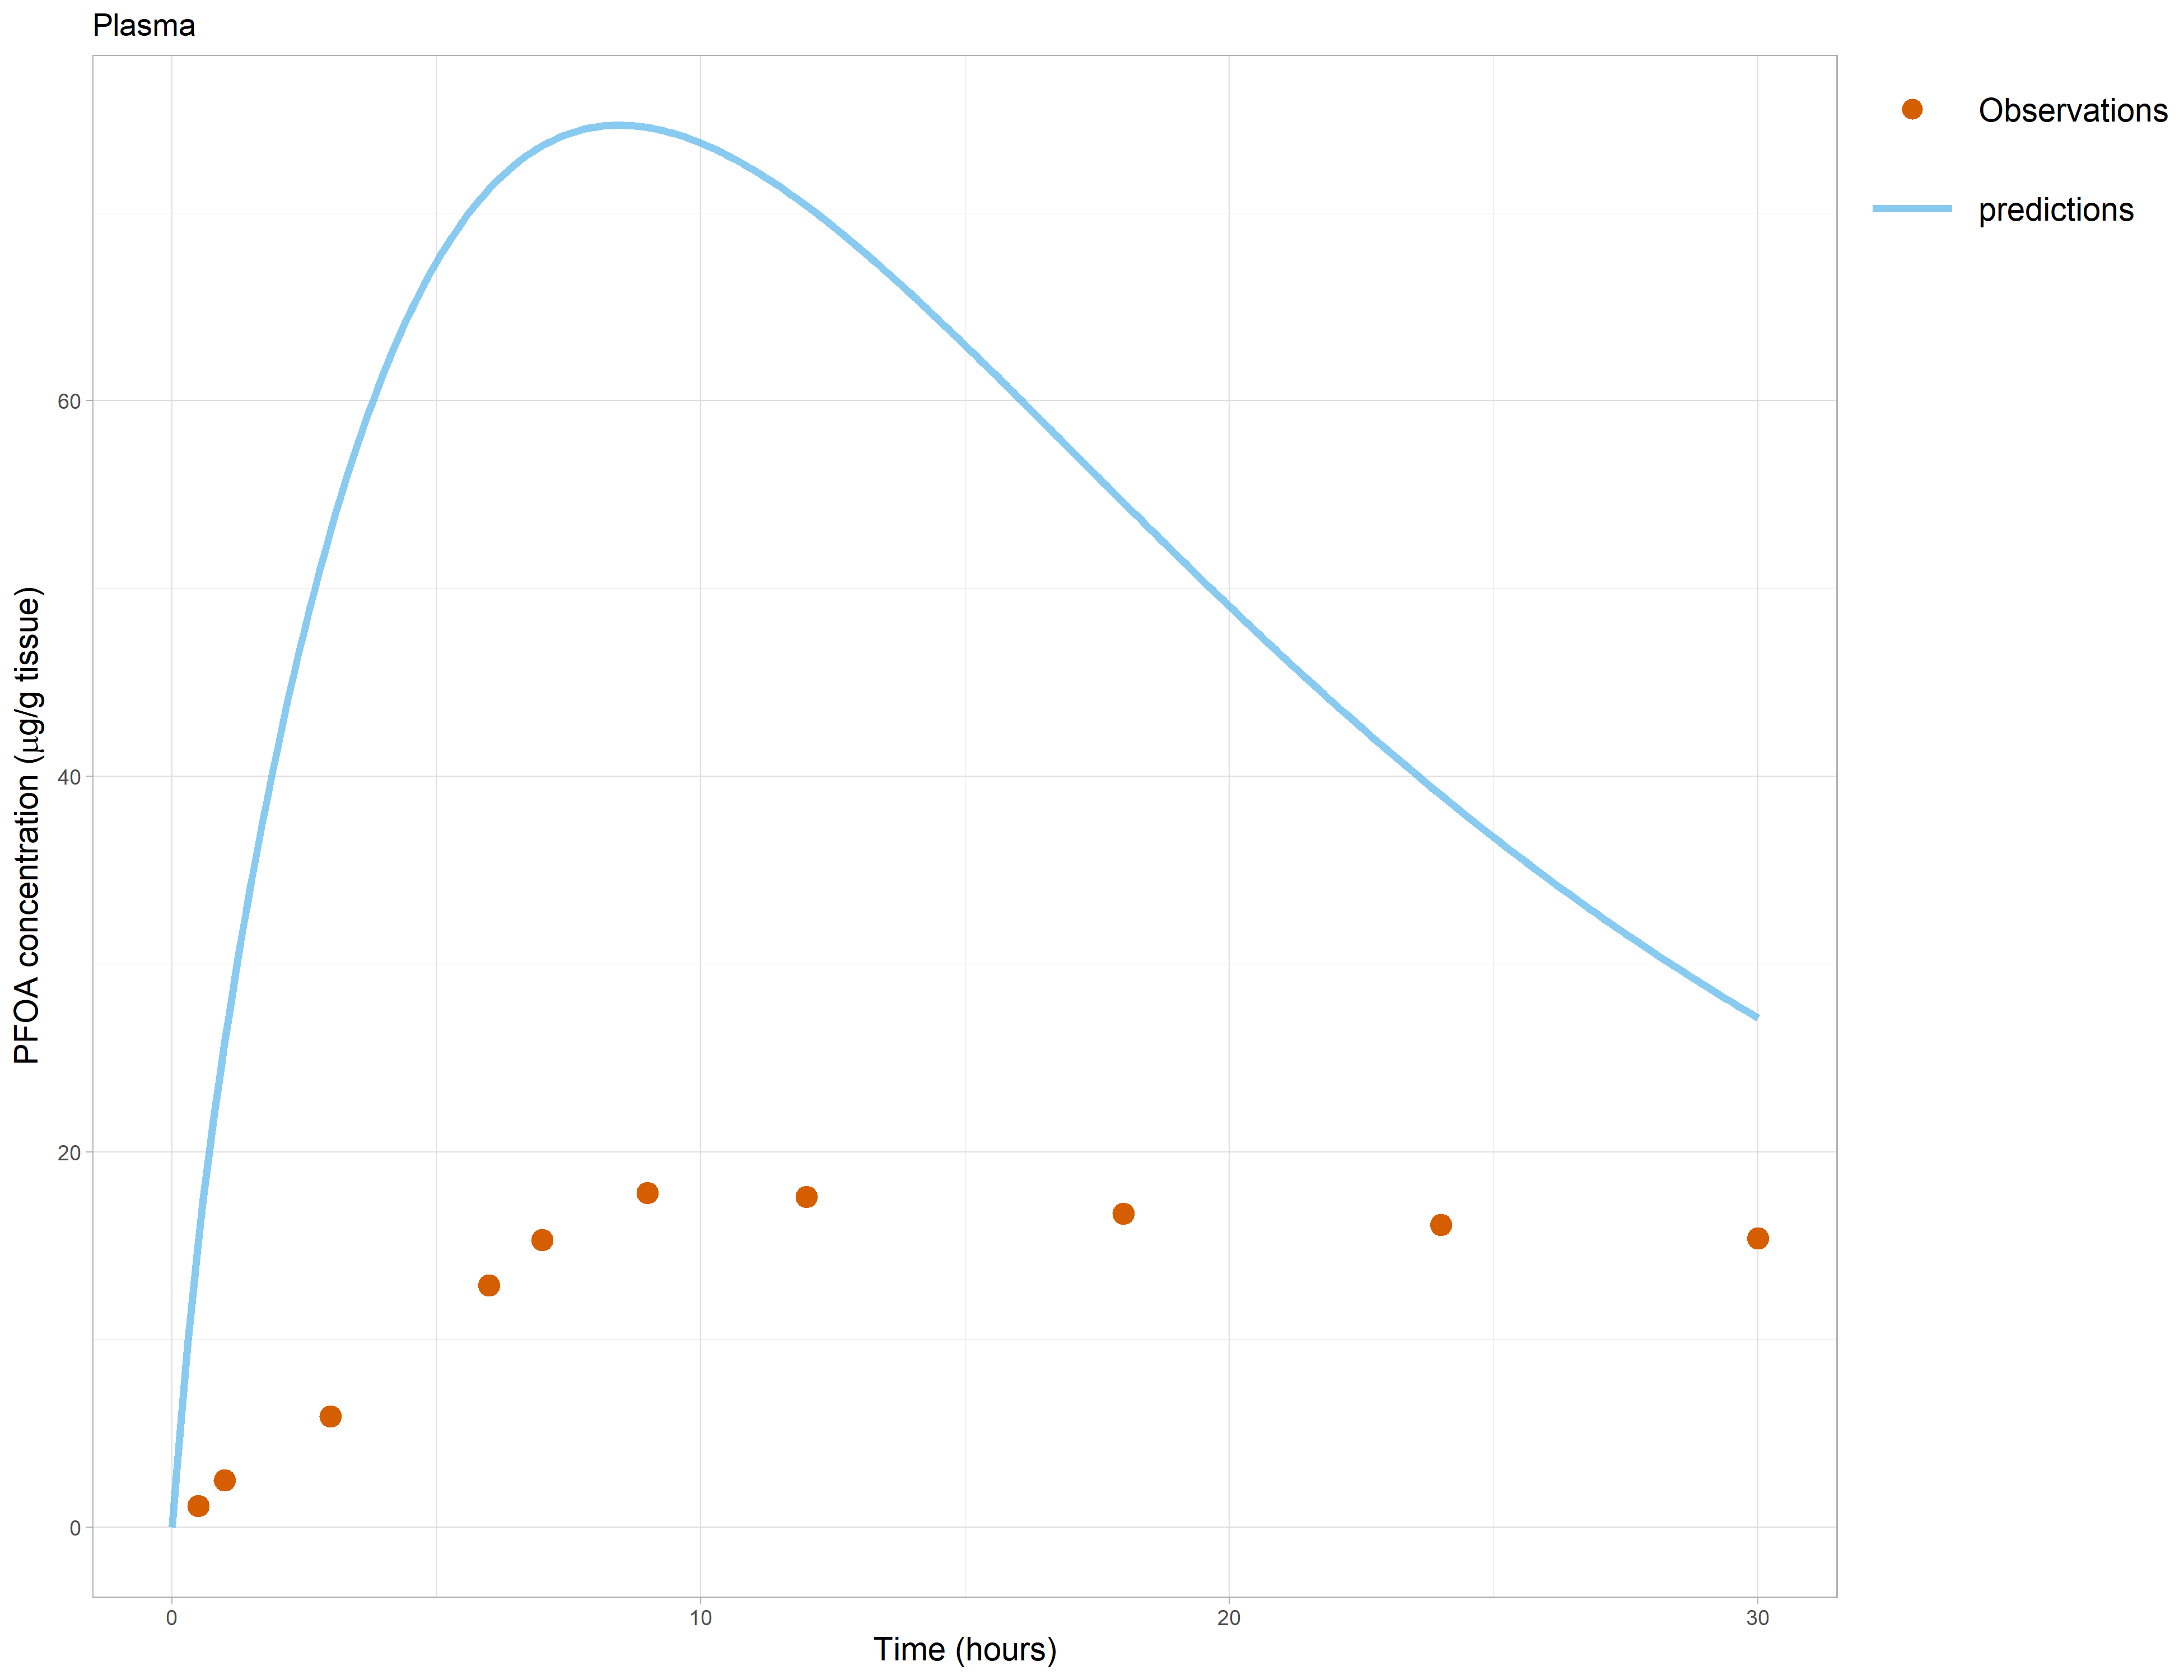 Plasma
PFOA concentration (μg/g tissue)
60
40
20
0
0 10 20 30
Time (hours)
Observations
predictions